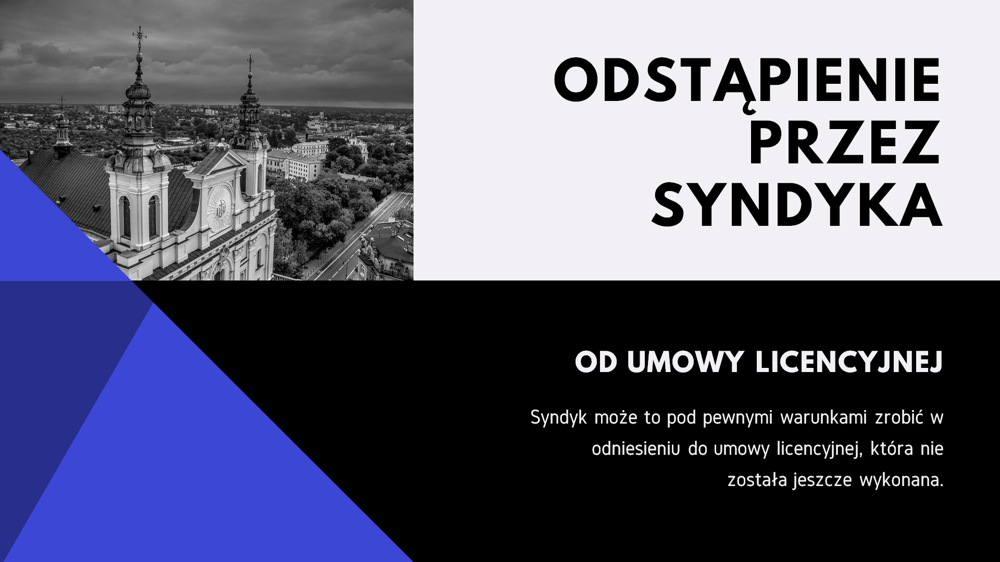 ODSTĄPIENIE
PRZEZ
SYNDYKA
OD UMOWY LICENCYJNEJ
Syndyk może to pod pewnymi warunkami zrobić w
odniesieniu do umowy licencyjnej, która nie
została jeszcze wykonana.